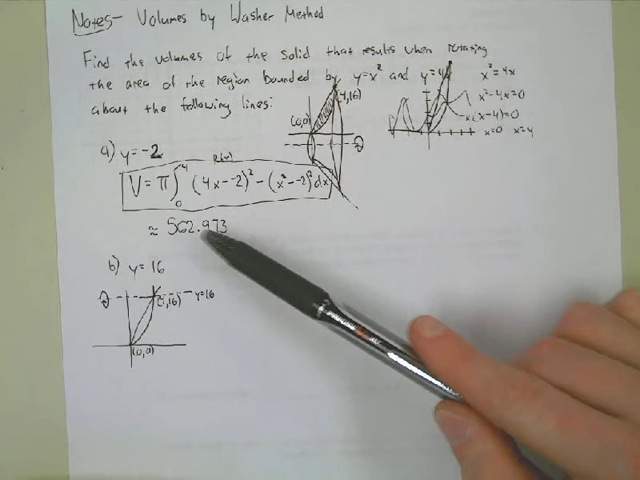 Notes- Volumes by Washer Method
Find the volumes of the solid that results when rotating
the area of the region bounded by y=x² and y=4x
about the following lines:
x²=4x
x²-4x=0
x(x-4)=0
x=0 x=4
(4,16)
(0,0)
a) y=-2
V = π∫₀⁴ (4x--2)² - (x²--2)² dx
≈ 562.973
b) y=16
(4,16) y=16
(0,0)